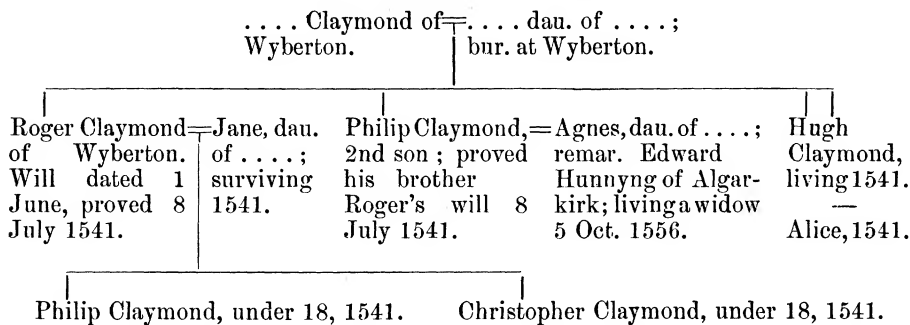 . . . . Claymond of = . . . . dau. of . . . . ;
Wyberton. bur. at Wyberton.
Roger Claymond = Jane, dau.
of Wyberton. of . . . . ;
Will dated 1 surviving
June, proved 8 1541.
July 1541.
Philip Claymond, = Agnes, dau. of . . . . ;
2nd son ; proved remar. Edward
his brother Hunnyng of Algar-
Roger's will 8 kirk ; living a widow
July 1541. 5 Oct. 1556.
Hugh
Claymond,
living 1541.
—
Alice, 1541.
Philip Claymond, under 18, 1541. Christopher Claymond, under 18, 1541.